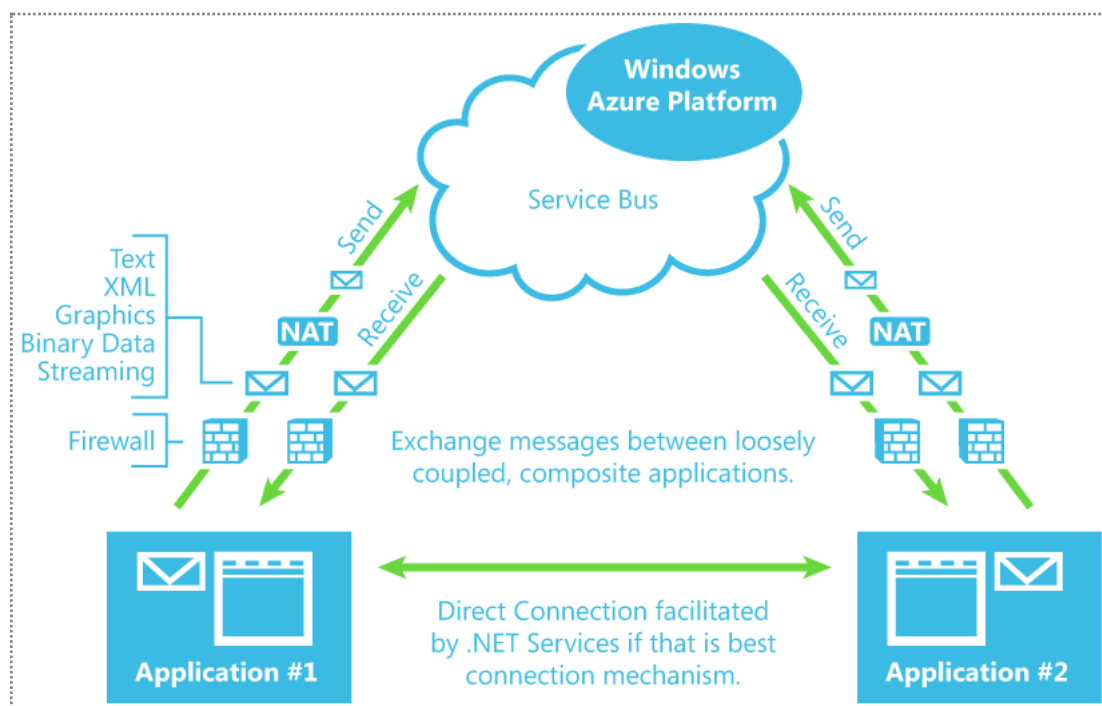 Windows
Azure Platform
Service Bus
Send
Send
Receive
Receive
Text
XML
Graphics
Binary Data
Streaming
NAT
NAT
Firewall
Exchange messages between loosely
coupled, composite applications.
Direct Connection facilitated
by .NET Services if that is best
connection mechanism.
Application #1
Application #2